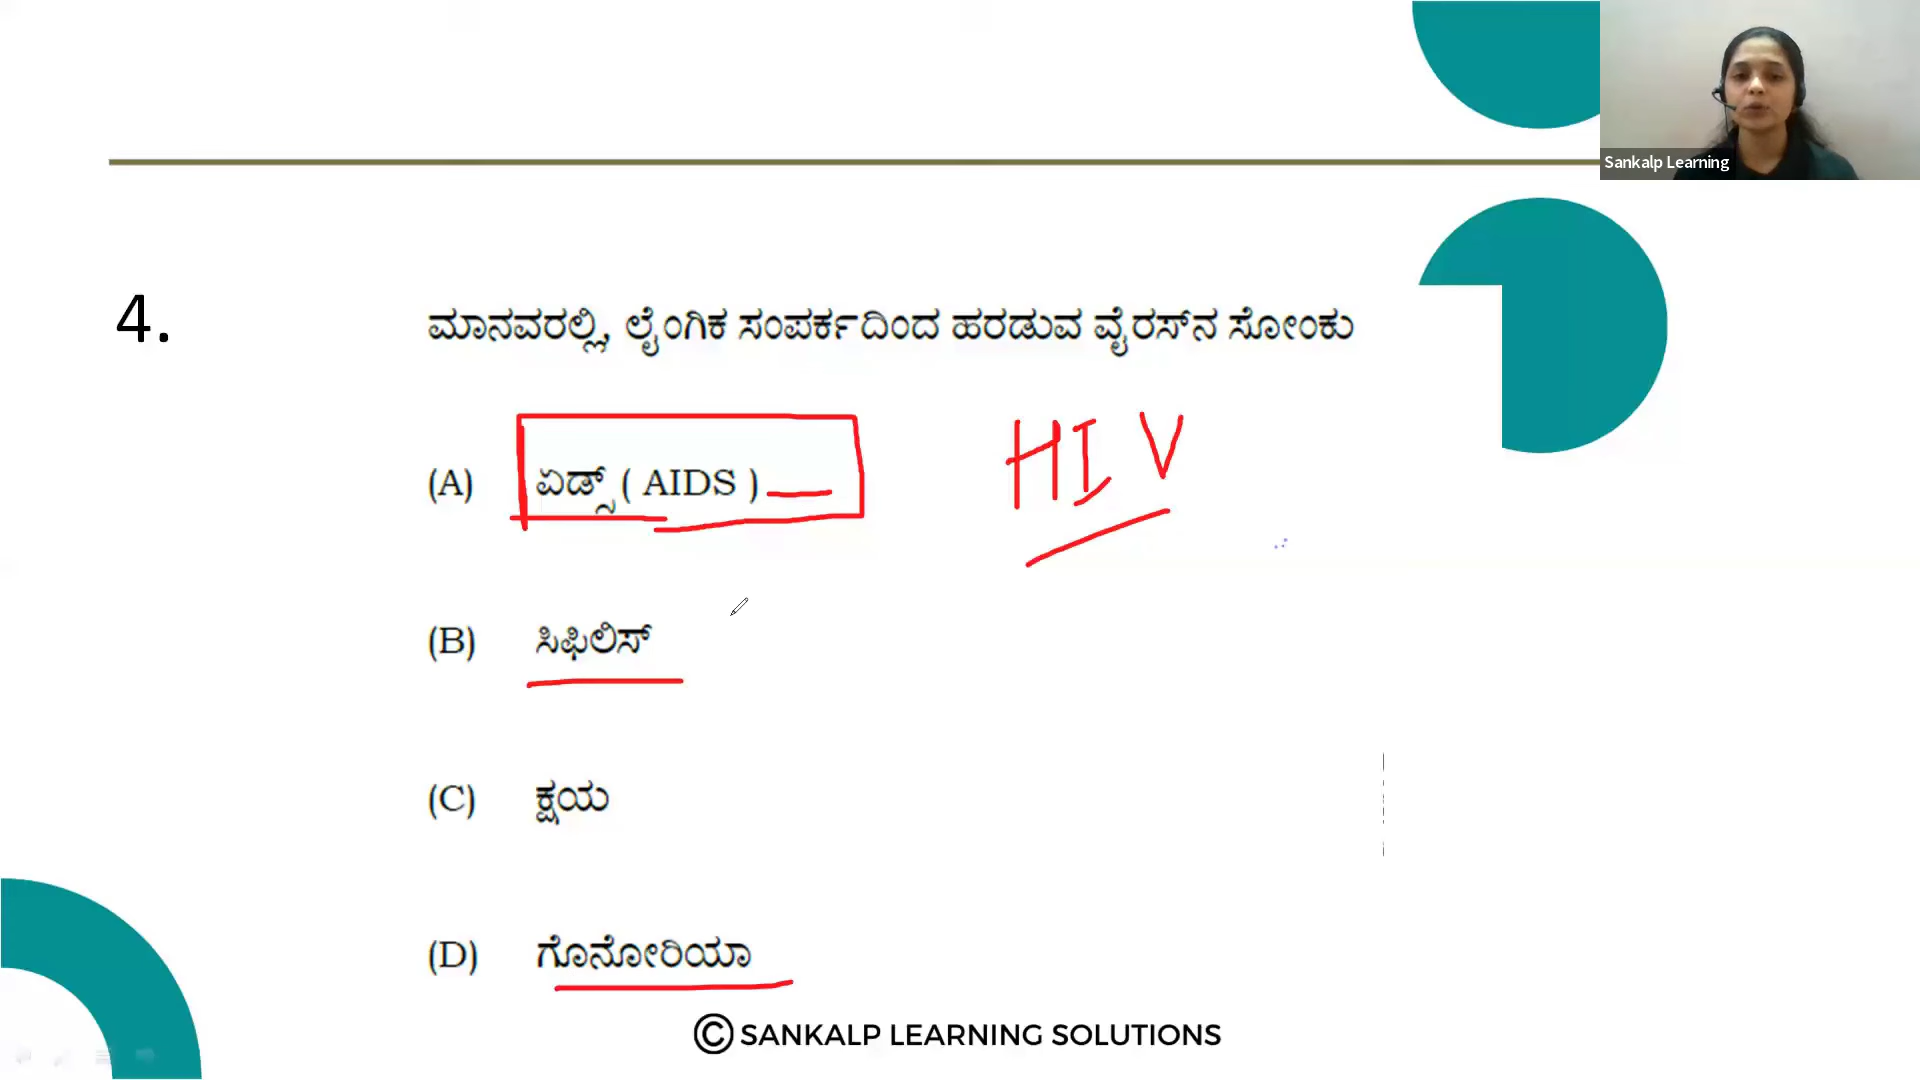 Sankalp Learning
4. ಮಾನವರಲ್ಲಿ, ಲೈಂಗಿಕ ಸಂಪರ್ಕದಿಂದ ಹರಡುವ ವೈರಸ್‌ನ ಸೋಂಕು
(A) ಏಡ್ಸ್ ( AIDS )
HIV
(B) ಸಿಫಿಲಿಸ್
(C) ಕ್ಷಯ
(D) ಗೊನೋರಿಯಾ
© SANKALP LEARNING SOLUTIONS